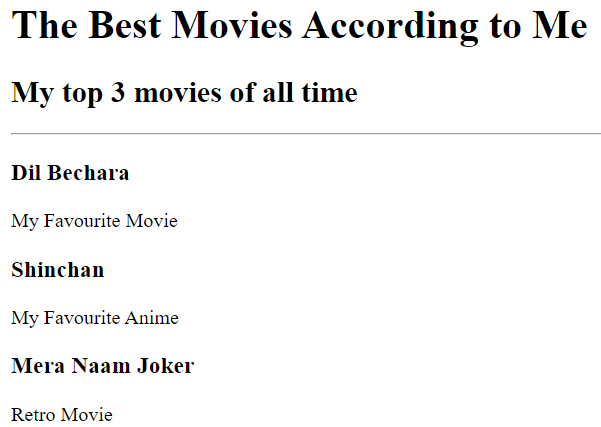 The Best Movies According to Me
My top 3 movies of all time
Dil Bechara
My Favourite Movie
Shinchan
My Favourite Anime
Mera Naam Joker
Retro Movie